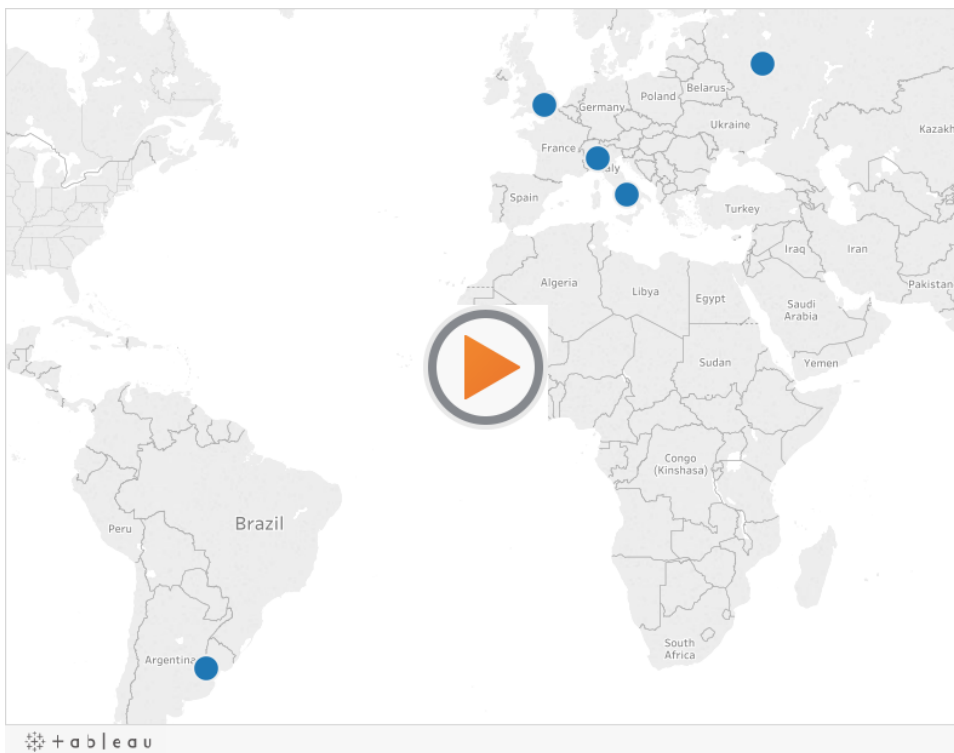 Germany
Poland
Belarus
Ukraine
Kazakh
France
aly
Spain
Turkey
Iraq
Iran
Pakistan
Algeria
Libya
Egypt
Saudi
Arabia
Sudan
Yemen
Congo
(Kinshasa)
Brazil
Peru
Argentina
South
Africa
+ableau